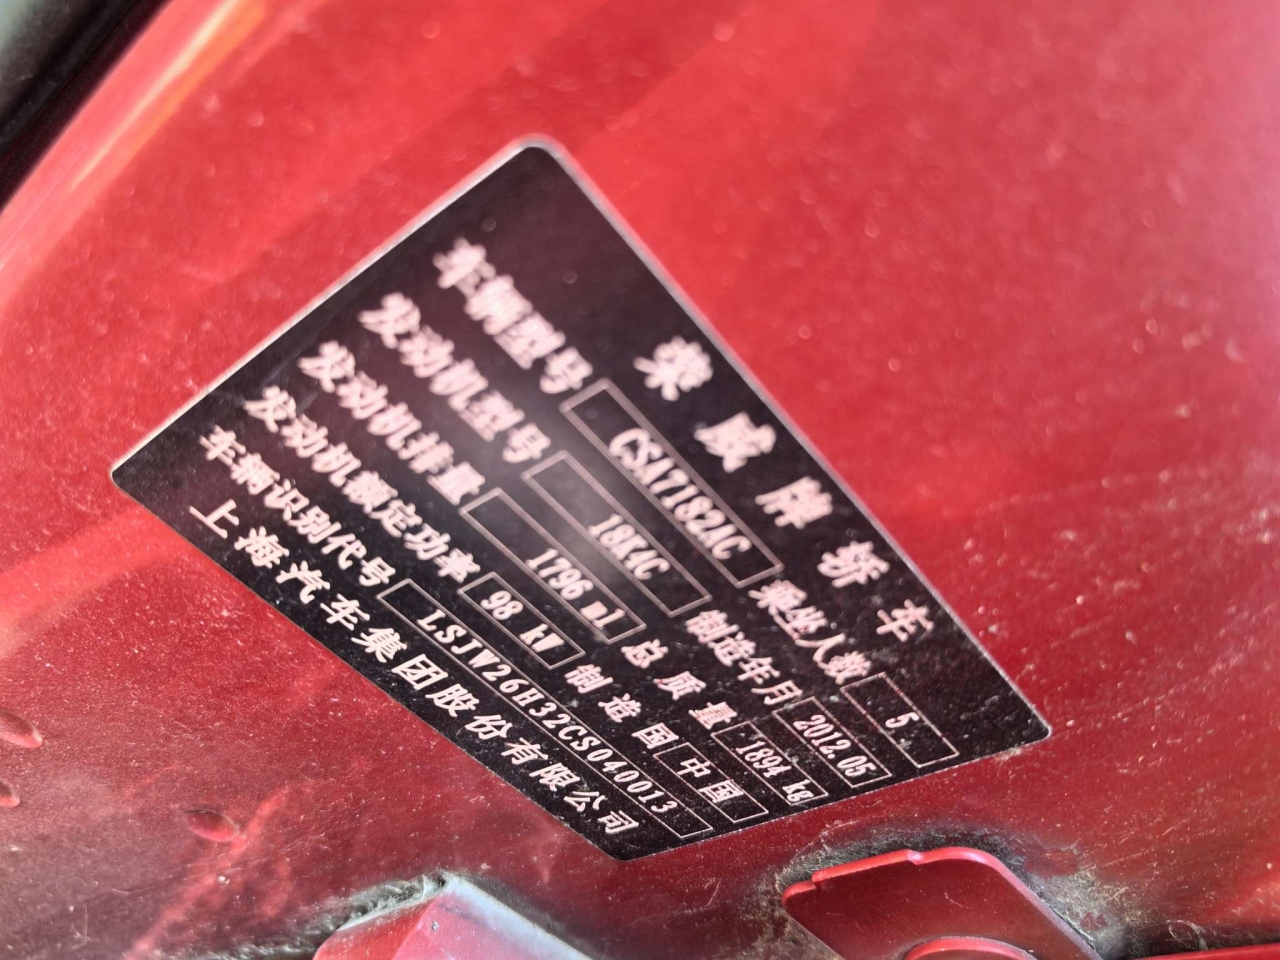 荣威牌轿车
车辆型号 CSA7182AC 乘坐人数 5
发动机型号 18K4C 制造年月 2012.05
发动机排量 1796 ml 总质量 1894 kg
发动机额定功率 98 kW 制造国 中国
车辆识别代号 LSJW26H32CS040013
上海汽车集团股份有限公司